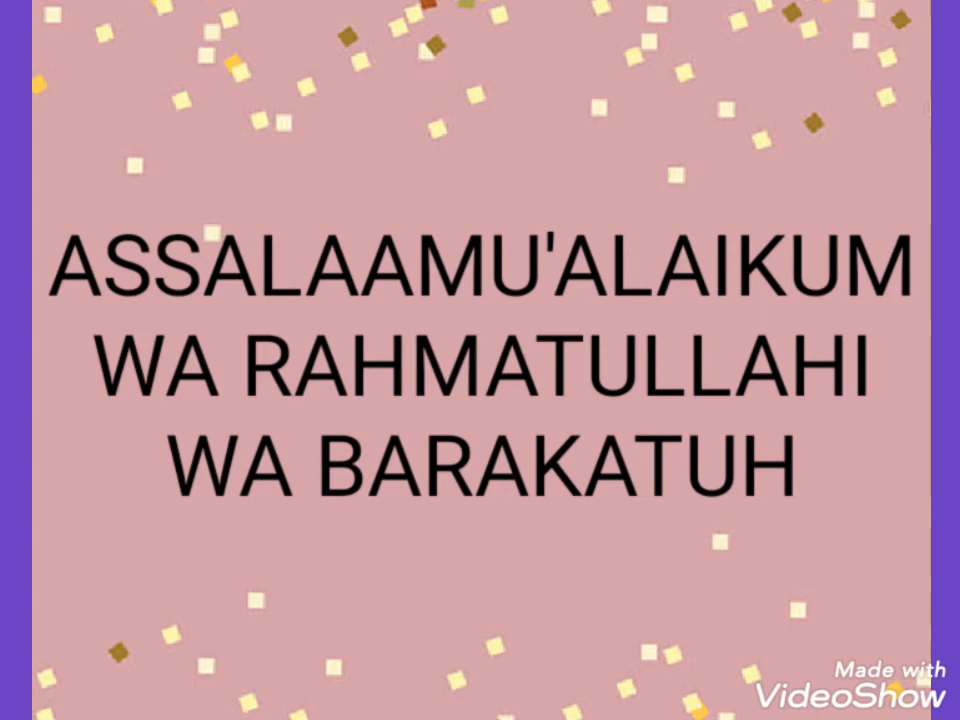 ASSALAAMU'ALAIKUM
WA RAHMATULLAHI
WA BARAKATUH
Made with
VideoShow